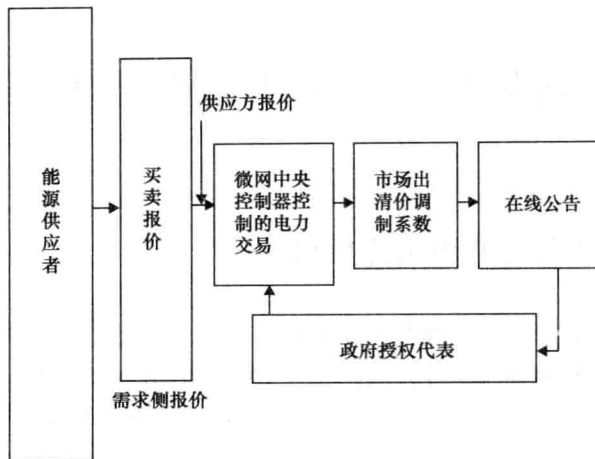 能源供应者
买卖报价
供应方报价
微网中央
控制器控
制的电力
交易
市场出
清价调
制系数
在线公告
政府授权代表
需求侧报价